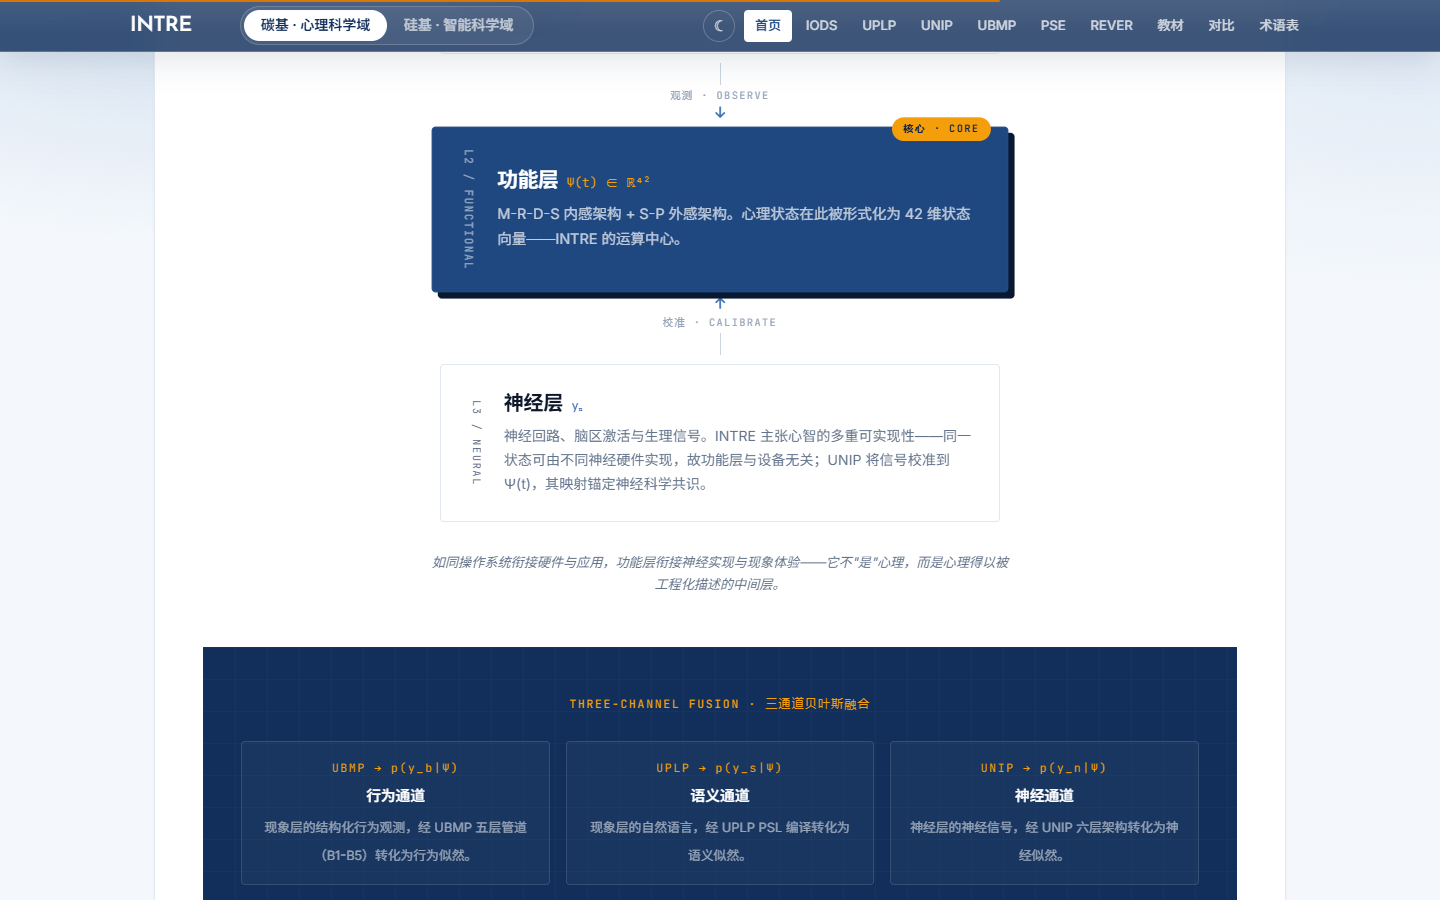 INTRE
碳基 · 心理科学域
硅基 · 智能科学域
首页
IODS
UPLP
UNIP
UBMP
PSE
REVER
教材
对比
术语表
观测 · OBSERVE
核心 · CORE
L2 / FUNCTIONAL
功能层 Ψ(t) ∈ ℝ⁴²
M-R-D-S 内感架构 + S-P 外感架构。心理状态在此被形式化为 42 维状态
向量——INTRE 的运算中心。
校准 · CALIBRATE
L3 / NEURAL
神经层
神经回路、脑区激活与生理信号。INTRE 主张心智的多重可实现性——同一
状态可由不同神经硬件实现，故功能层与设备无关；UNIP 将信号校准到
Ψ(t)，其映射锚定神经科学共识。
如同操作系统衔接硬件与应用，功能层衔接神经实现与现象体验——它不"是"心理，而是心理得以被
工程化描述的中间层。
THREE-CHANNEL FUSION · 三通道贝叶斯融合
UBMP → p(y_b|Ψ)
行为通道
现象层的结构化行为观测，经 UBMP 五层管道
（B1-B5）转化为行为似然。
UPLP → p(y_s|Ψ)
语义通道
现象层的自然语言，经 UPLP PSL 编译转化为
语义似然。
UNIP → p(y_n|Ψ)
神经通道
神经层的神经信号，经 UNIP 六层架构转化为神
经似然。